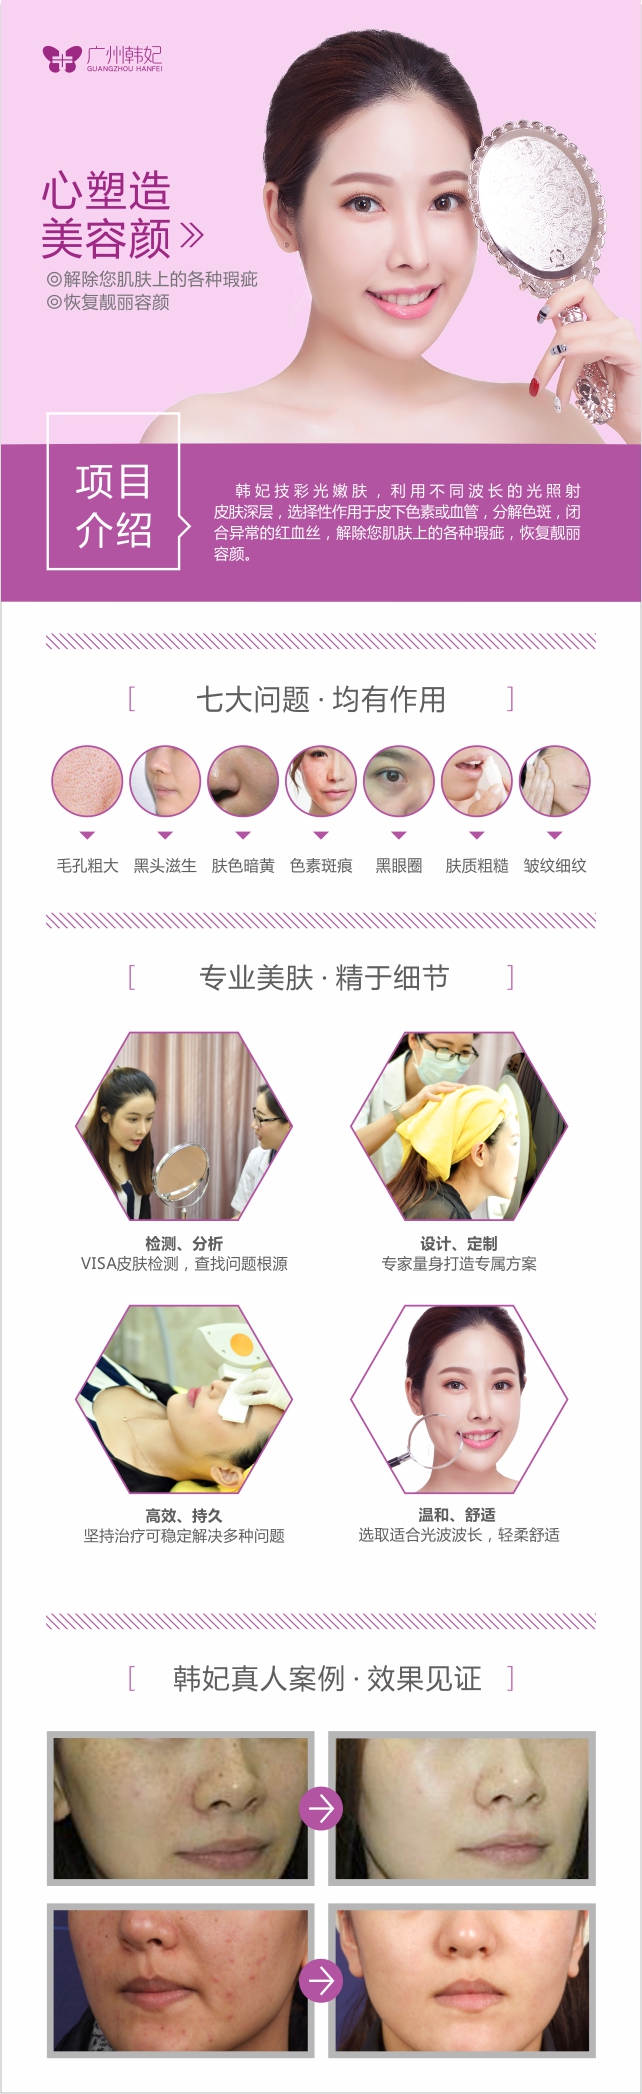 广州韩妃
GUANGZHOU HANFEI
心塑造
美容颜》
◎解除您肌肤上的各种瑕疵
◎恢复靓丽容颜
项目
介绍
韩妃技彩光嫩肤，利用不同波长的光照射
皮肤深层，选择性作用于皮下色素或血管，分解色斑，闭
合异常的红血丝，解除您肌肤上的各种瑕疵，恢复靓丽
容颜。
[ 七大问题·均有作用 ]
毛孔粗大 黑头滋生 肤色暗黄 色素斑痕 黑眼圈 肤质粗糙 皱纹细纹
[ 专业美肤·精于细节 ]
检测、分析
VISA皮肤检测，查找问题根源
设计、定制
专家量身打造专属方案
高效、持久
坚持治疗可稳定解决多种问题
温和、舒适
选取适合光波波长，轻柔舒适
[ 韩妃真人案例·效果见证 ]